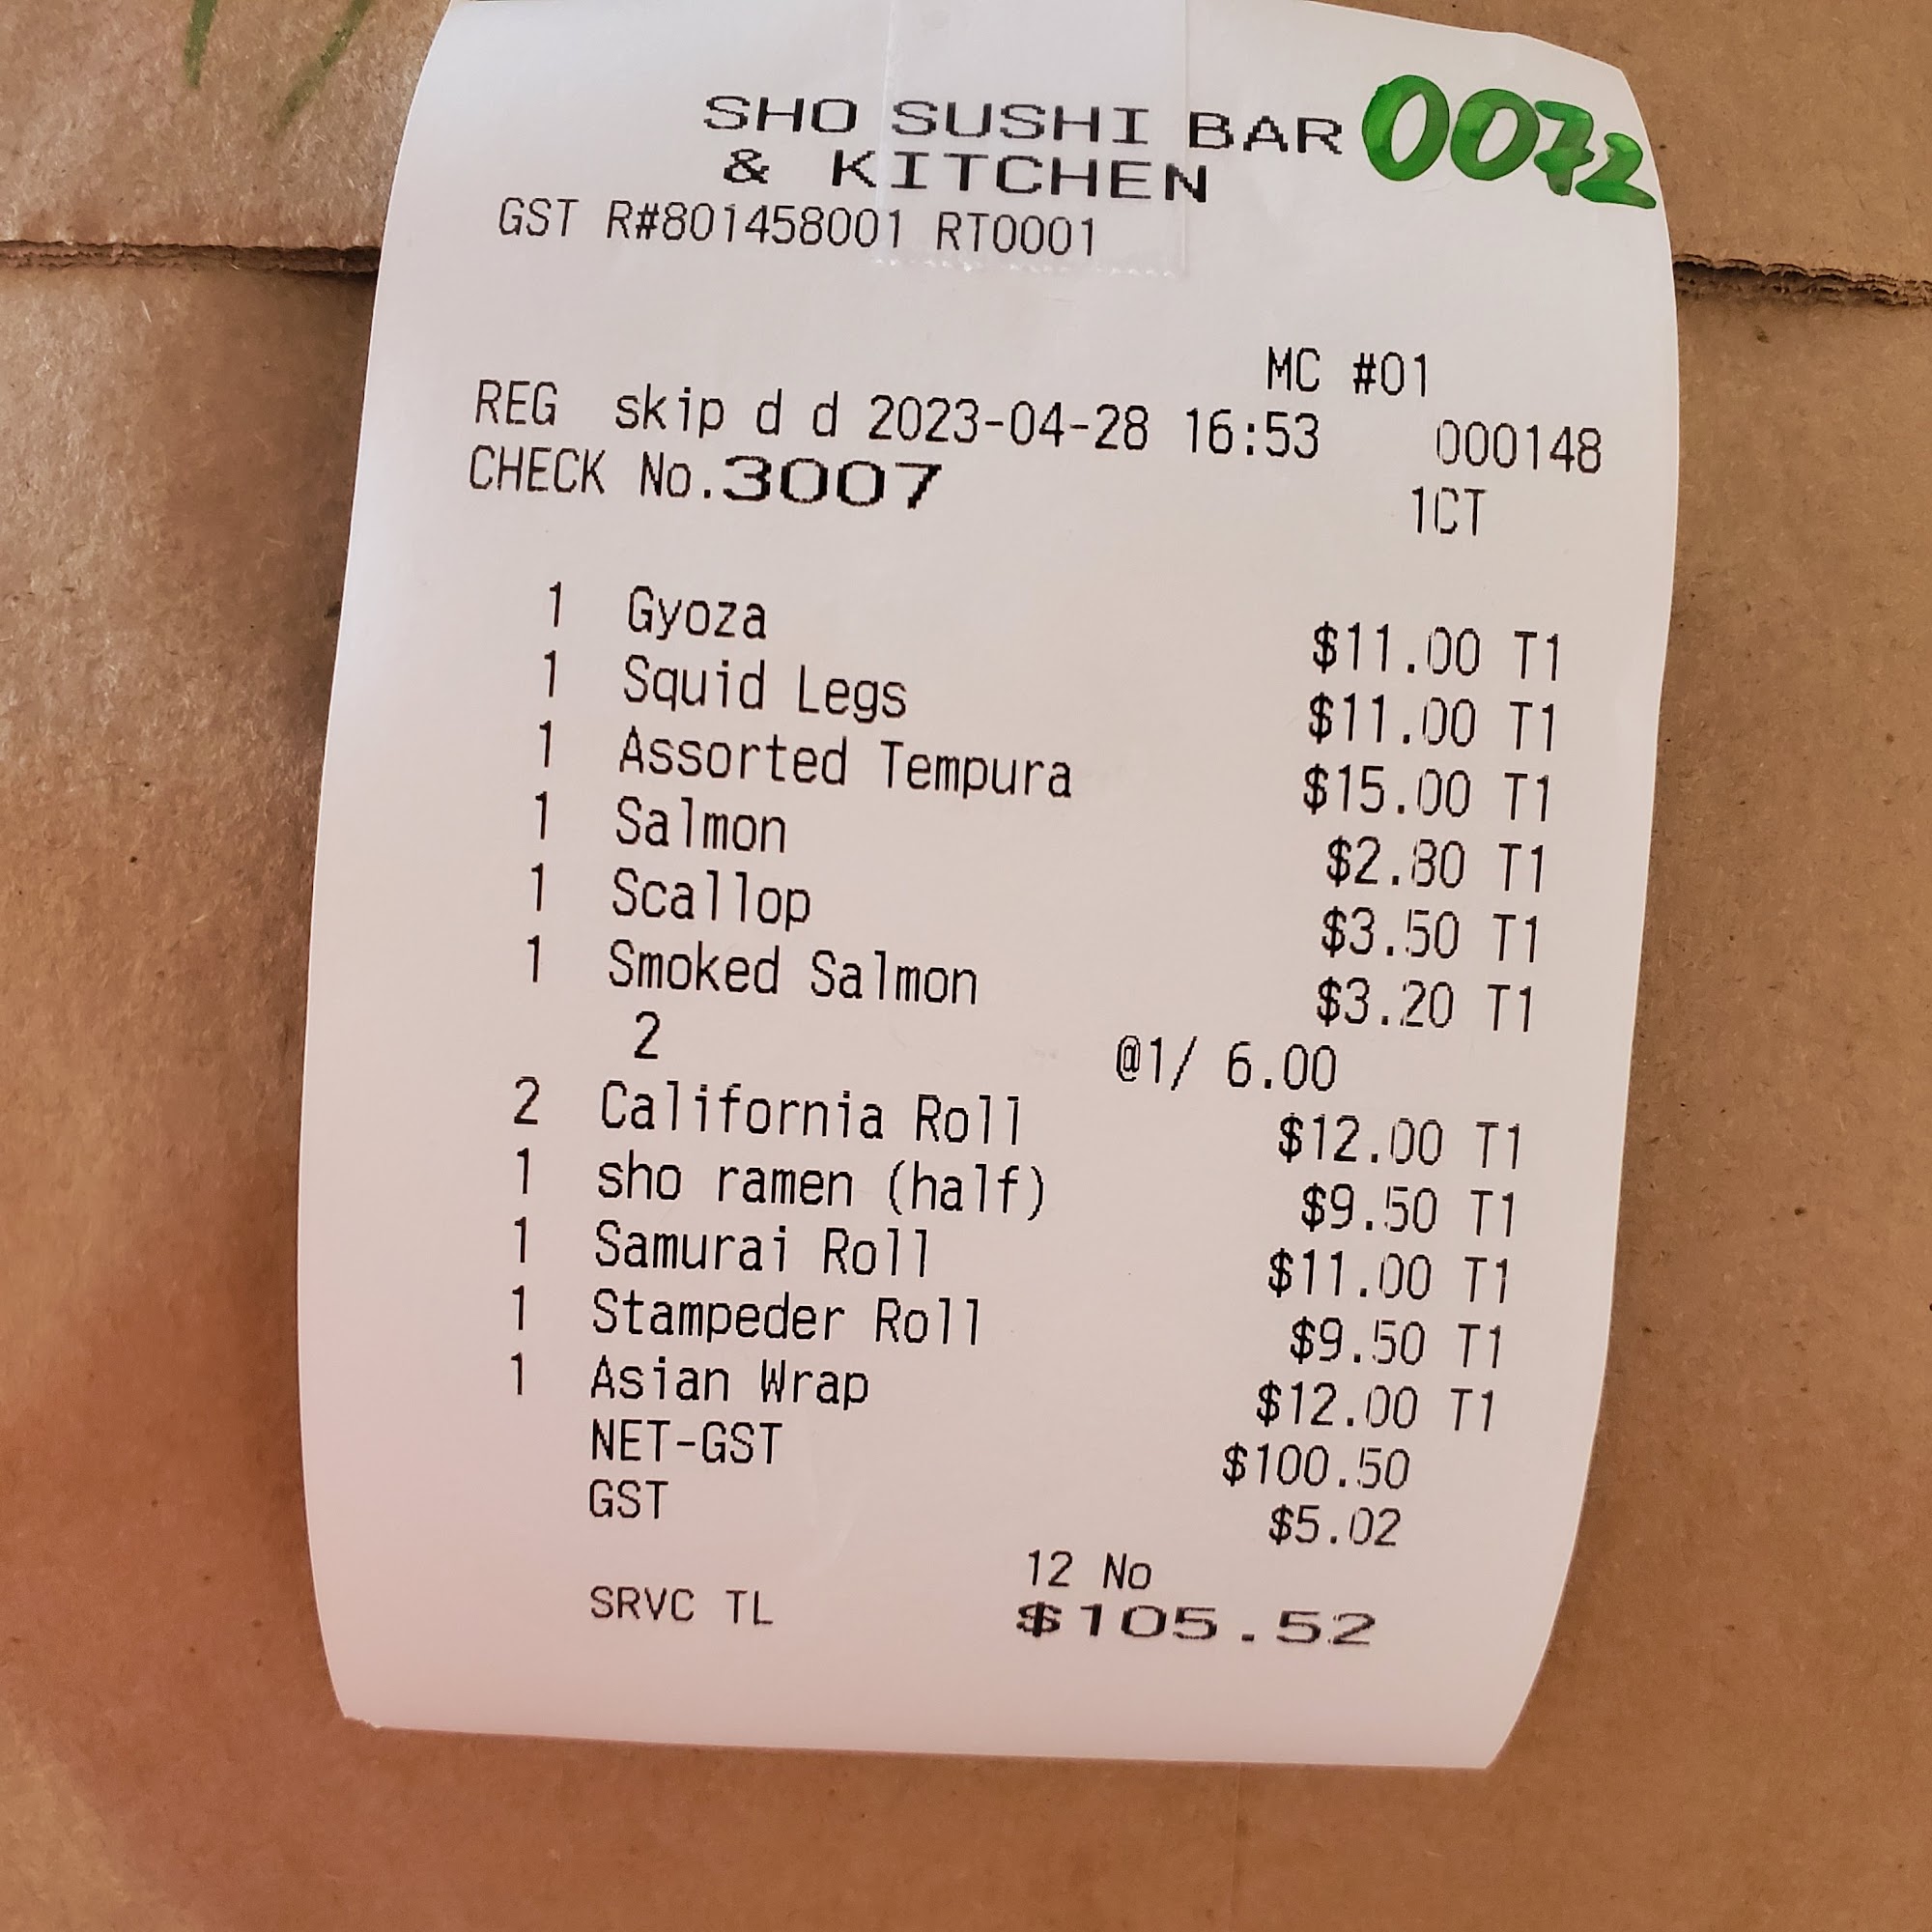 SHO SUSHI BAR 0072
& KITCHEN
GST R#801458001 RT0001
MC #01
REG skip d d 2023-04-28 16:53 000148
CHECK No.3007 1CT
1 Gyoza $11.00 T1
1 Squid Legs $11.00 T1
1 Assorted Tempura $15.00 T1
1 Salmon $2.80 T1
1 Scallop $3.50 T1
1 Smoked Salmon $3.20 T1
2 @1/ 6.00
2 California Roll $12.00 T1
1 sho ramen (half) $9.50 T1
1 Samurai Roll $11.00 T1
1 Stampeder Roll $9.50 T1
1 Asian Wrap $12.00 T1
NET-GST $100.50
GST $5.02
12 No
SRVC TL $105.52